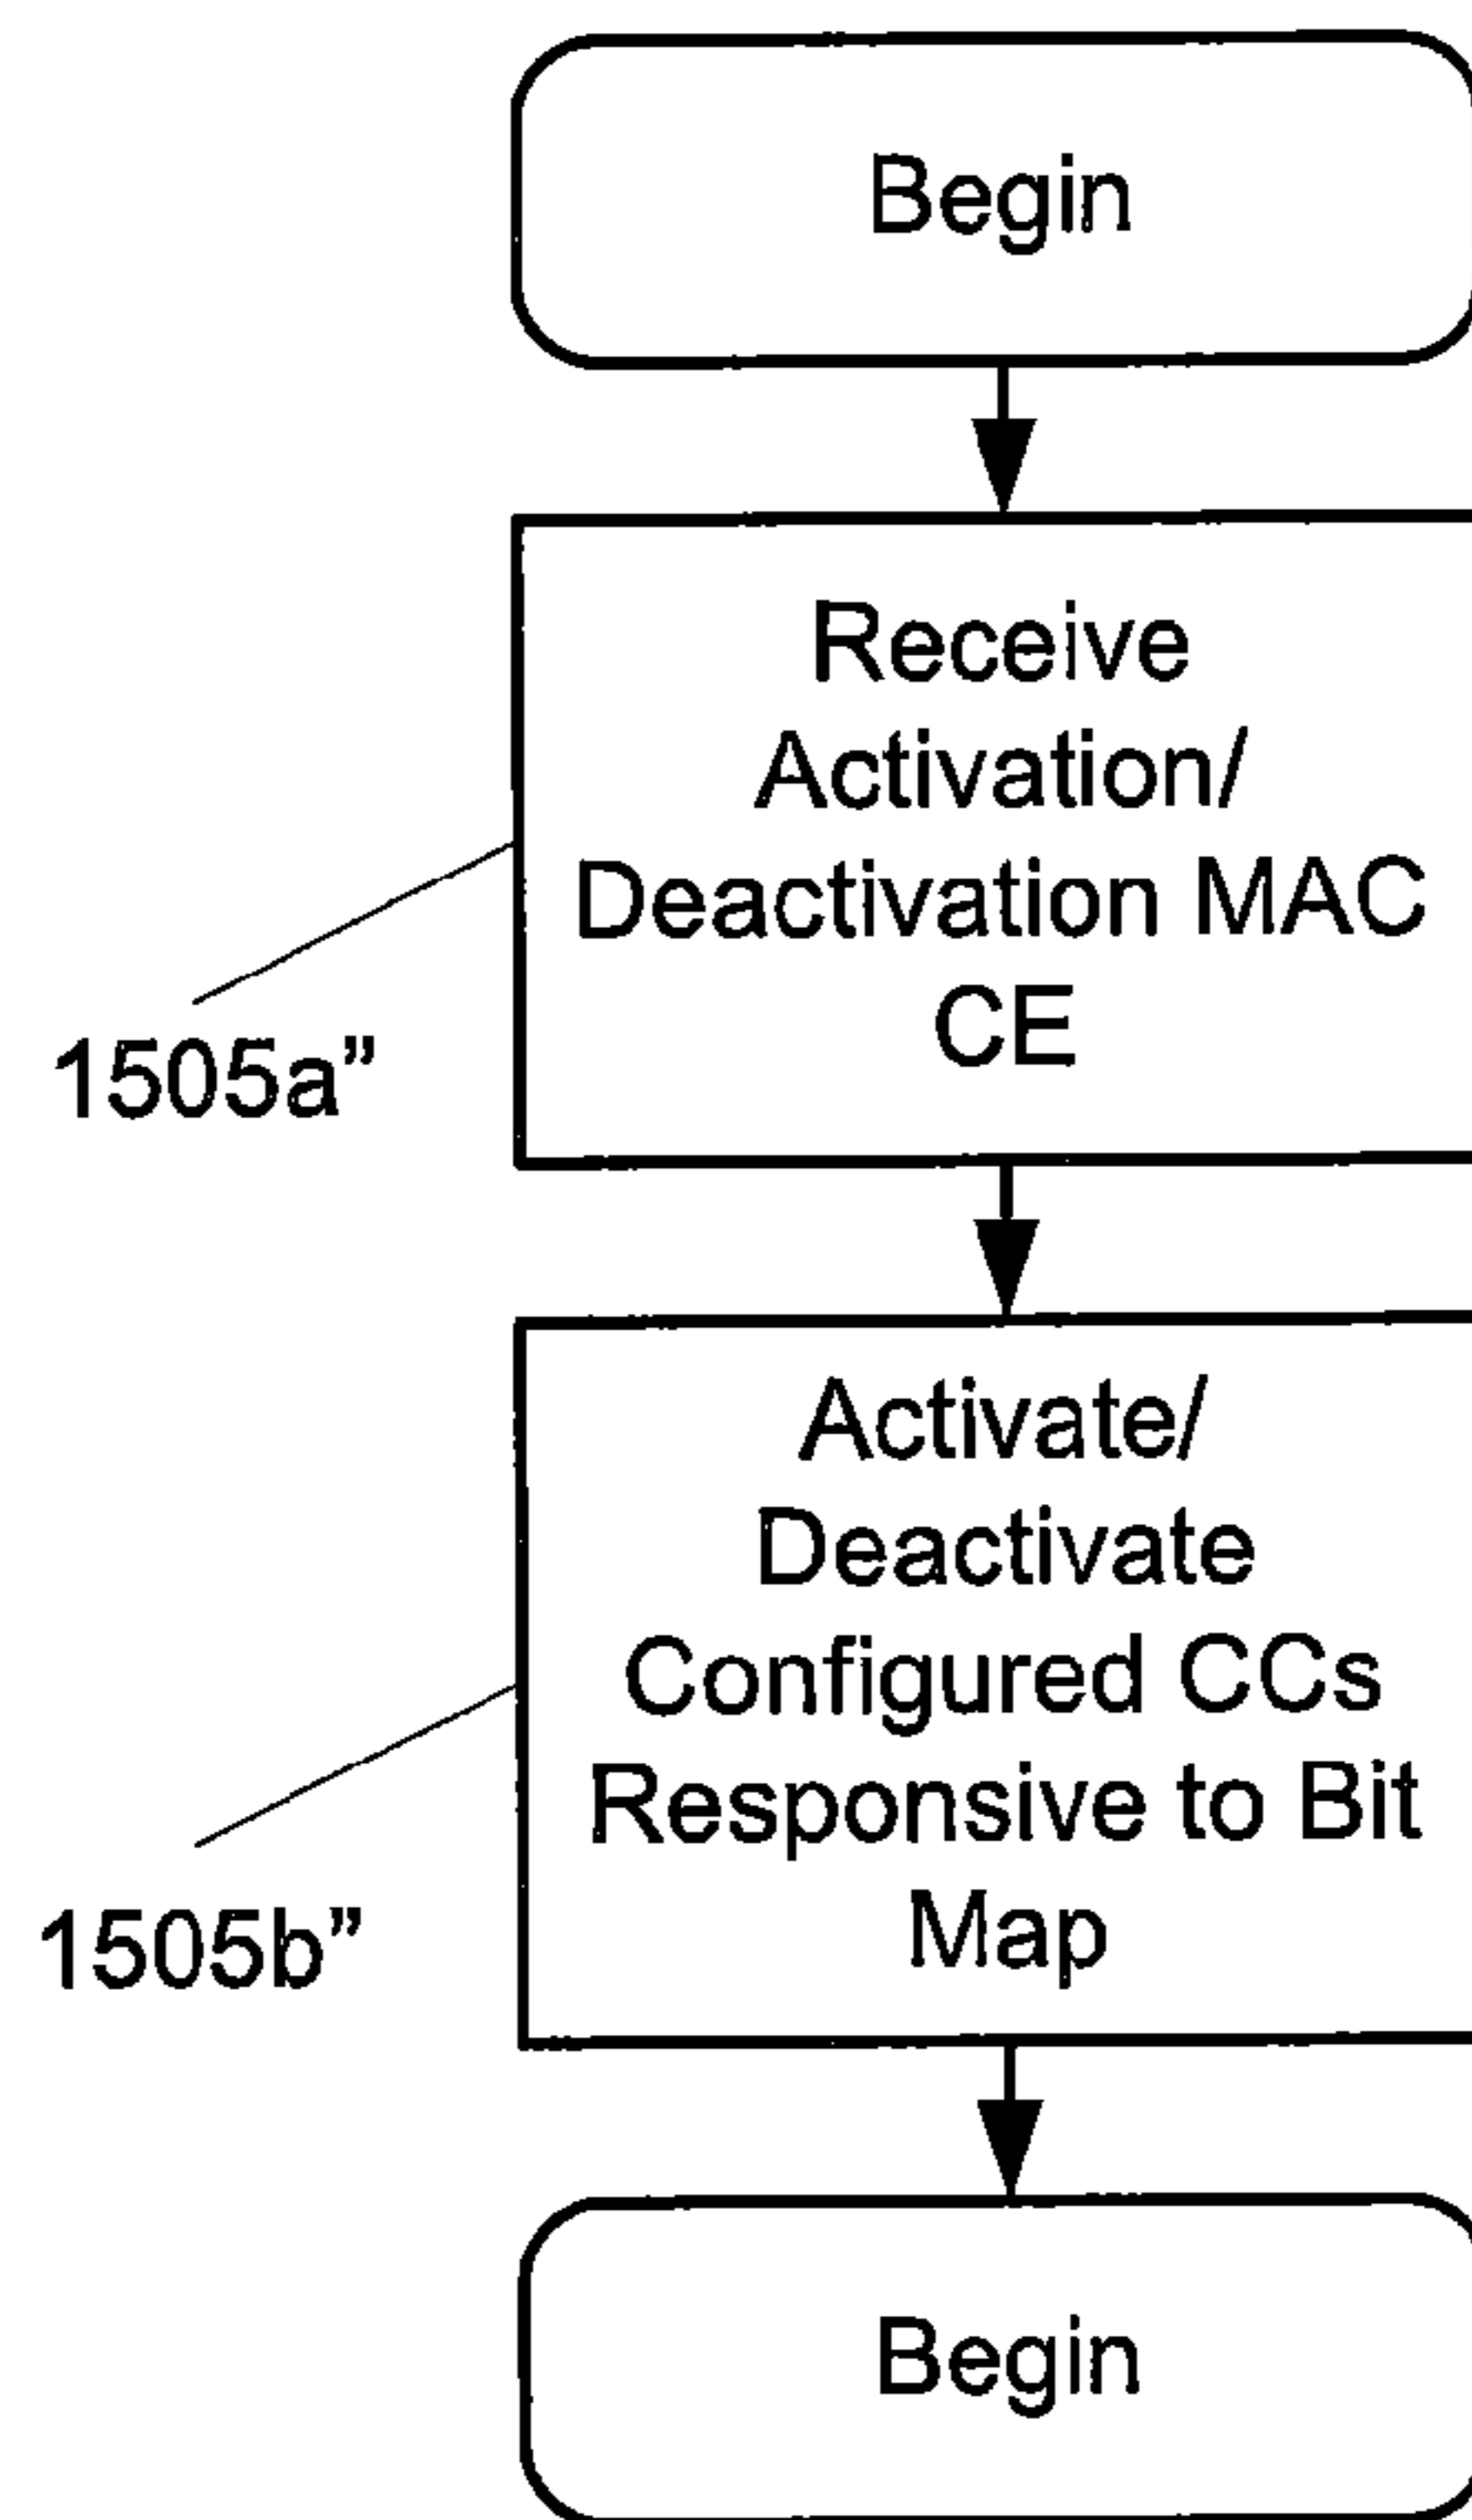 Begin
Receive
Activation/
Deactivation MAC
CE
1505a”
Activate/
Deactivate
Configured CCs
Responsive to Bit
Map
1505b”
Begin